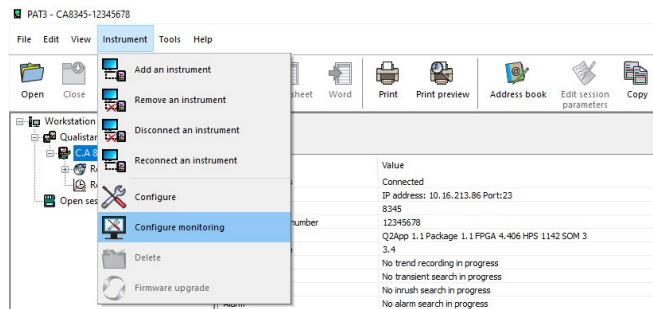 PAT3 - CA8345-12345678
File Edit View Instrument Tools Help
Add an instrument
Remove an instrument
Disconnect an instrument
Reconnect an instrument
Configure
Configure monitoring
Delete
Firmware upgrade
Open Close Word Print Print preview Address book Edit session parameters Copy
Workstation
Qualistar
C.A 8
Open ses
Value
Connected
IP address: 10.16.213.86 Port:23
8345
12345678
Q2App 1.1 Package 1.1 FPGA 4.406 HPS 1142 SOM 3
3.4
No trend recording in progress
No transient search in progress
No inrush search in progress
No alarm search in progress